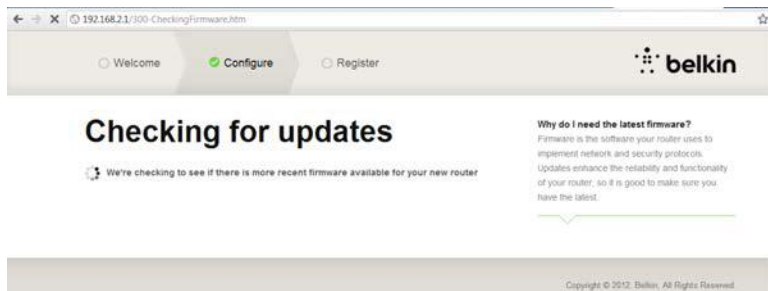 192.168.2.1/300-CheckingFirmware.htm
Welcome
Configure
Register
belkin
Checking for updates
We're checking to see if there is more recent firmware available for your new router
Why do I need the latest firmware?
Firmware is the software your router uses to
implement network and security protocols.
Updates enhance the reliability and functionality
of your router, so it is good to make sure you
have the latest.
Copyright © 2012. Belkin, All Rights Reserved